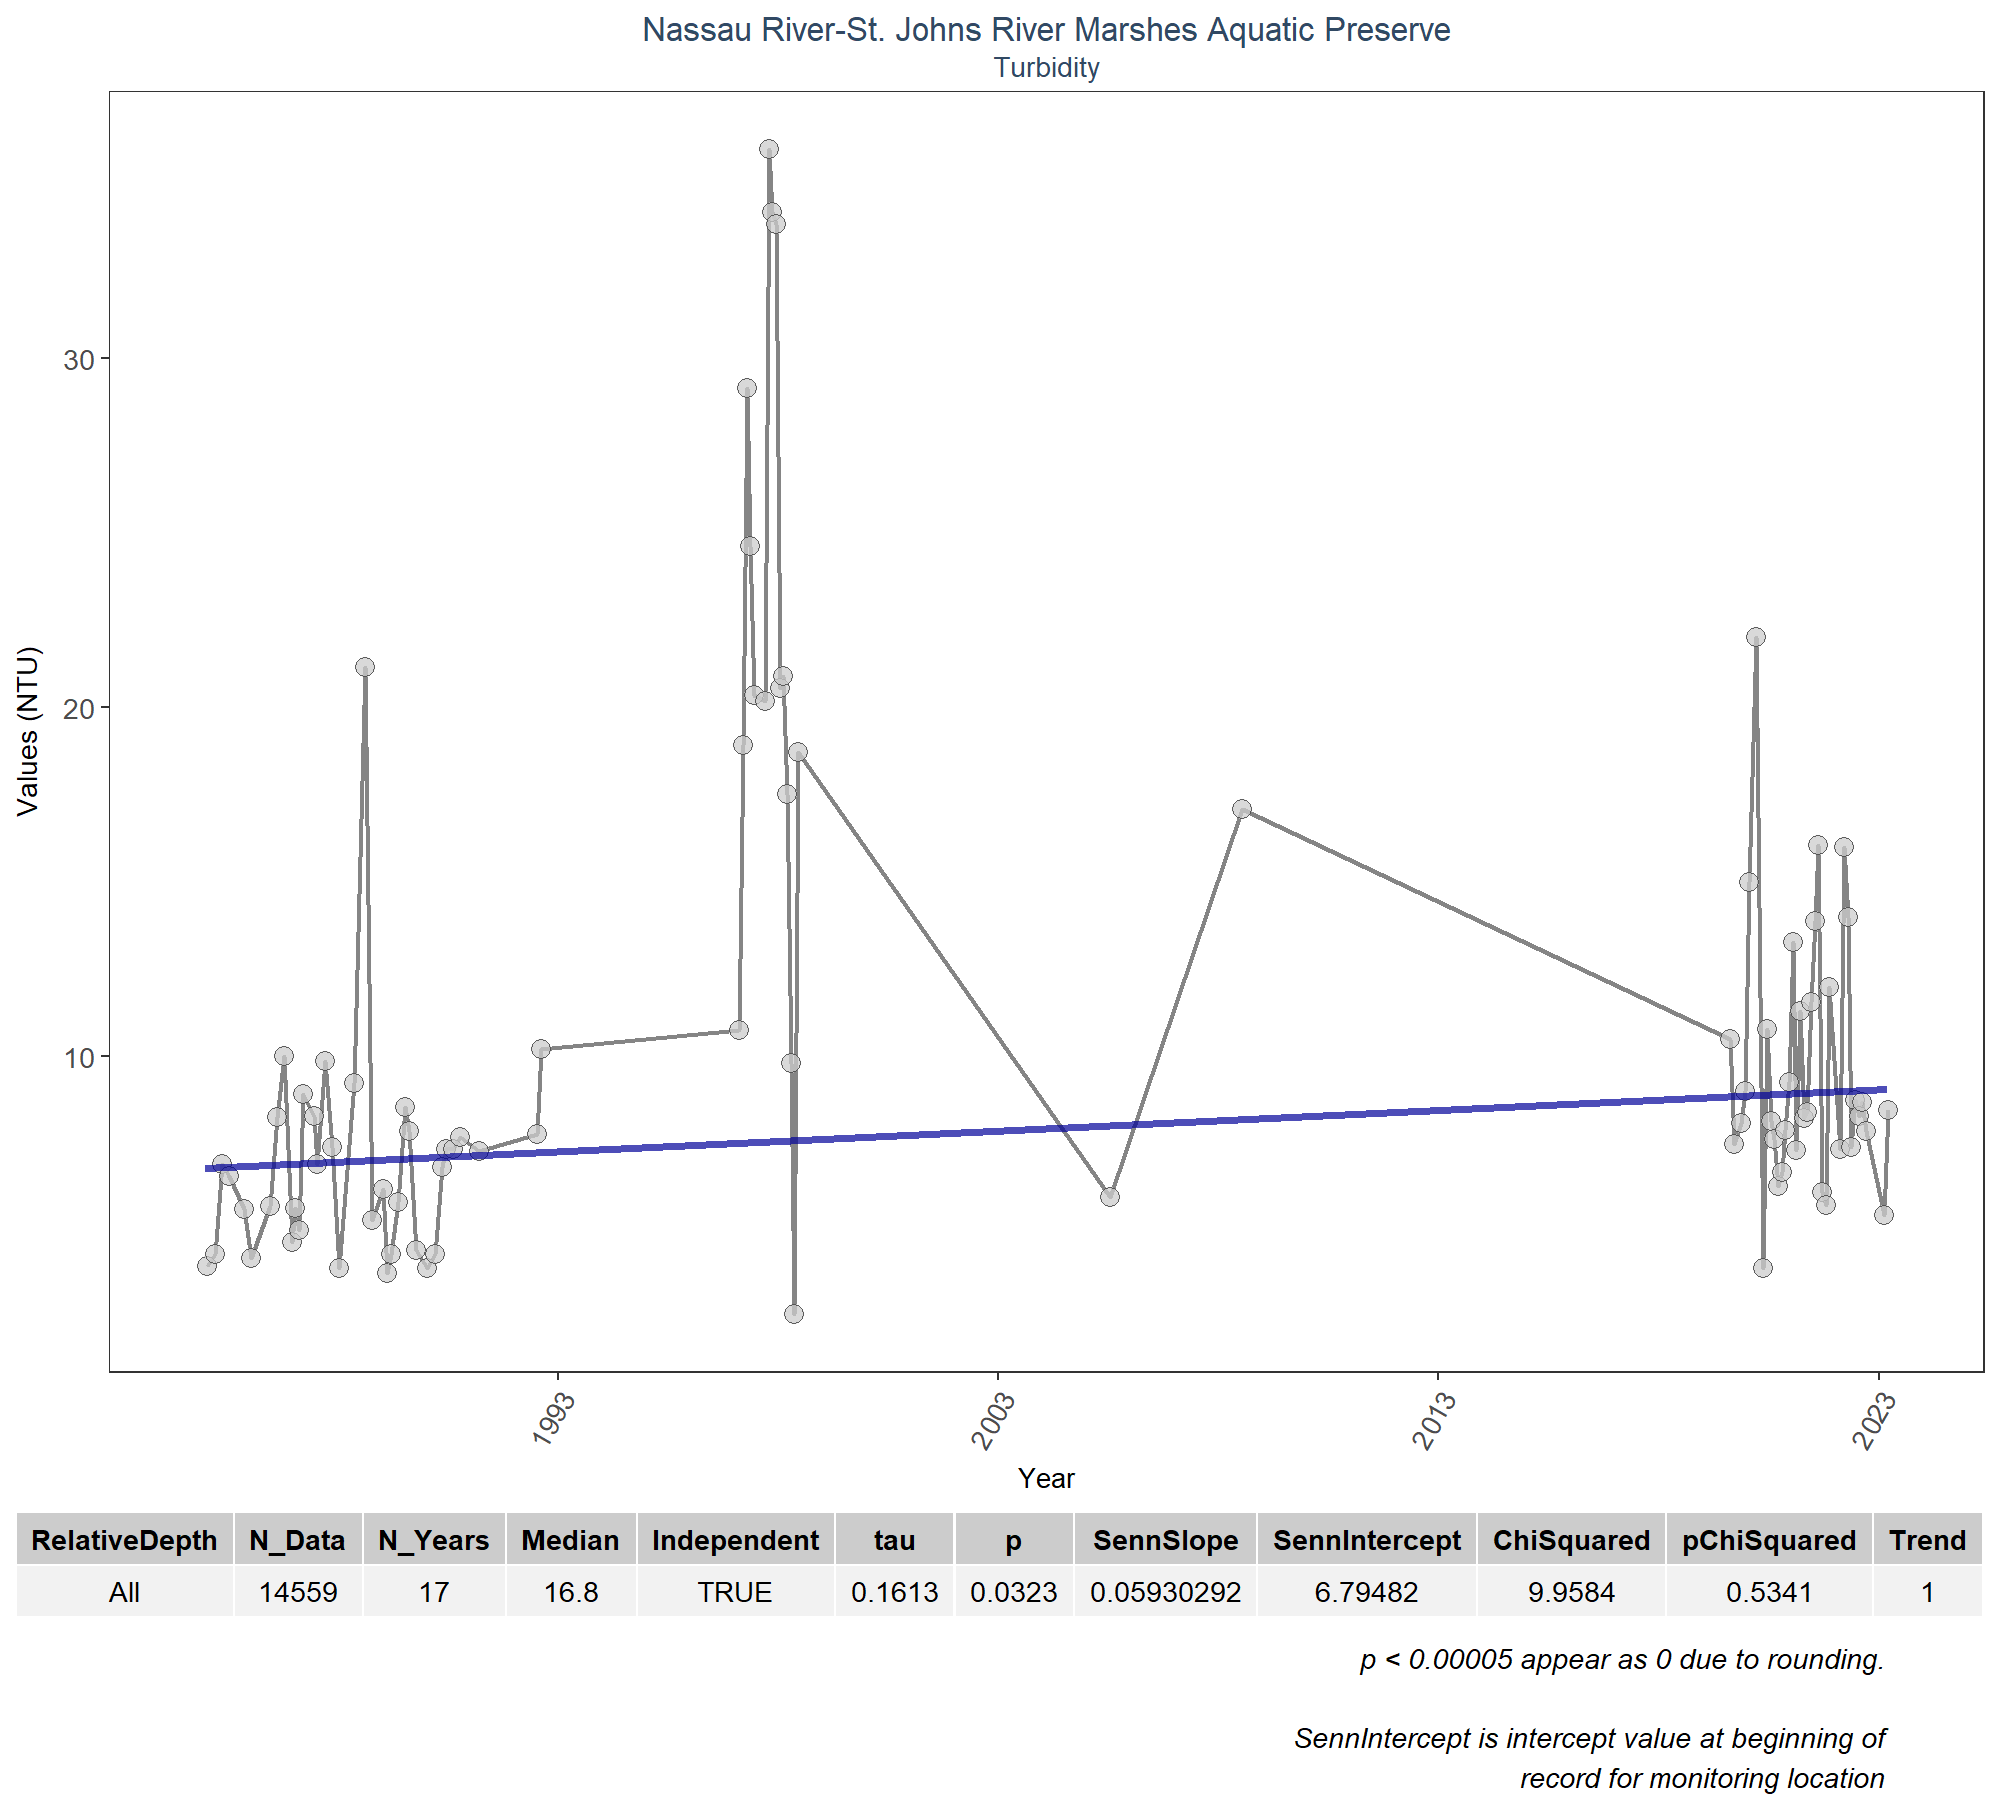 Nassau River-St. Johns River Marshes Aquatic Preserve
Turbidity
Values (NTU)
30
20
10
1993
2003
2013
2023
Year
RelativeDepth N_Data N_Years Median Independent tau p SennSlope SennIntercept ChiSquared pChiSquared Trend
All 14559 17 16.8 TRUE 0.1613 0.0323 0.05930292 6.79482 9.9584 0.5341 1
p < 0.00005 appear as 0 due to rounding.
SennIntercept is intercept value at beginning of
record for monitoring location